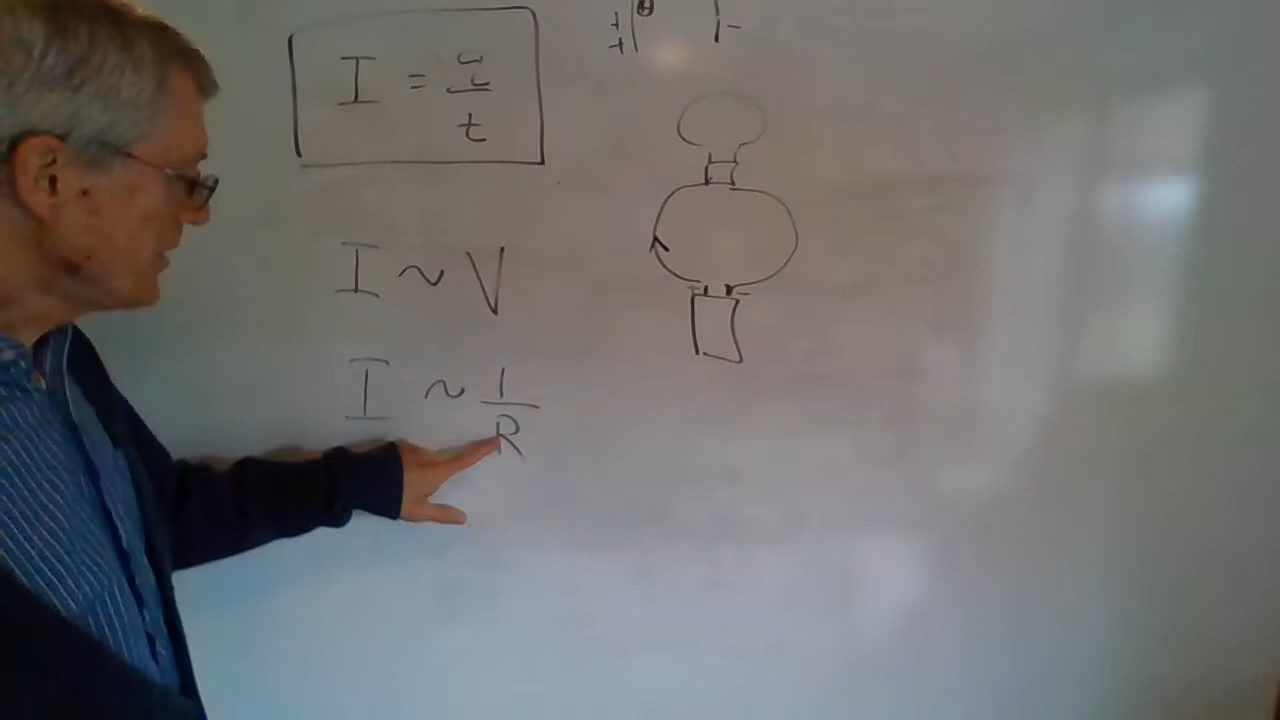 + ⊕ | -
+
I = q/t
I ~ V
+ -
I ~ 1/R